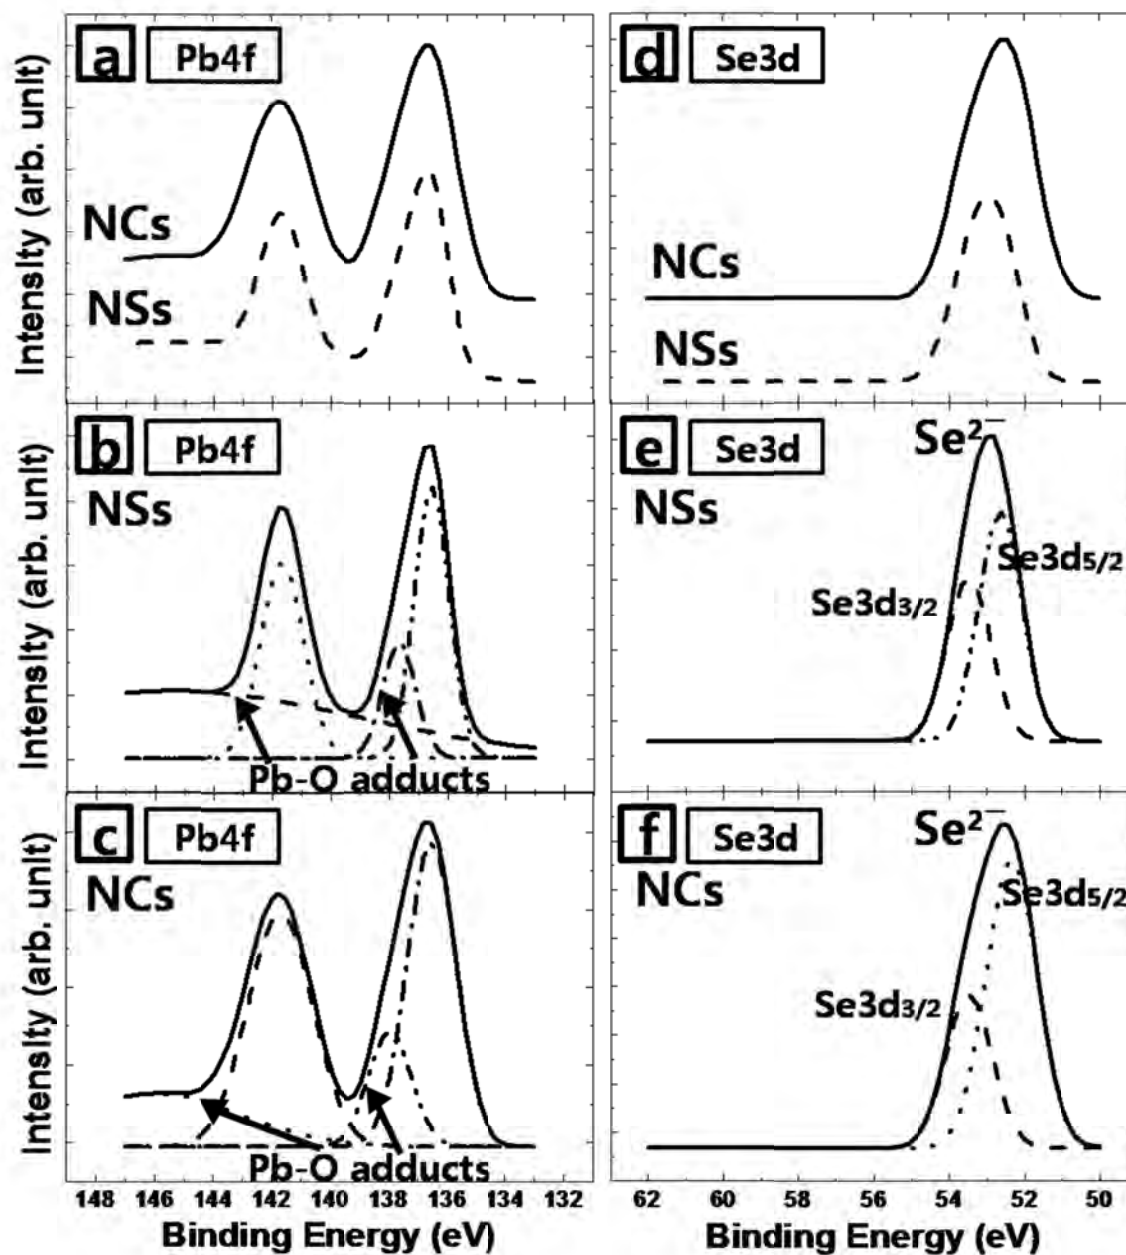 a Pb4f
NCs
NSs
Intensity (arb. unit)
d Se3d
NCs
NSs
b Pb4f
NSs
Pb-O adducts
Intensity (arb. unit)
e Se3d
NSs
Se2−
Se3d5/2
Se3d3/2
c Pb4f
NCs
Pb-O adducts
Intensity (arb. unit)
148 146 144 142 140 138 136 134 132
Binding Energy (eV)
f Se3d
NCs
Se2−
Se3d5/2
Se3d3/2
62 60 58 56 54 52 50
Binding Energy (eV)